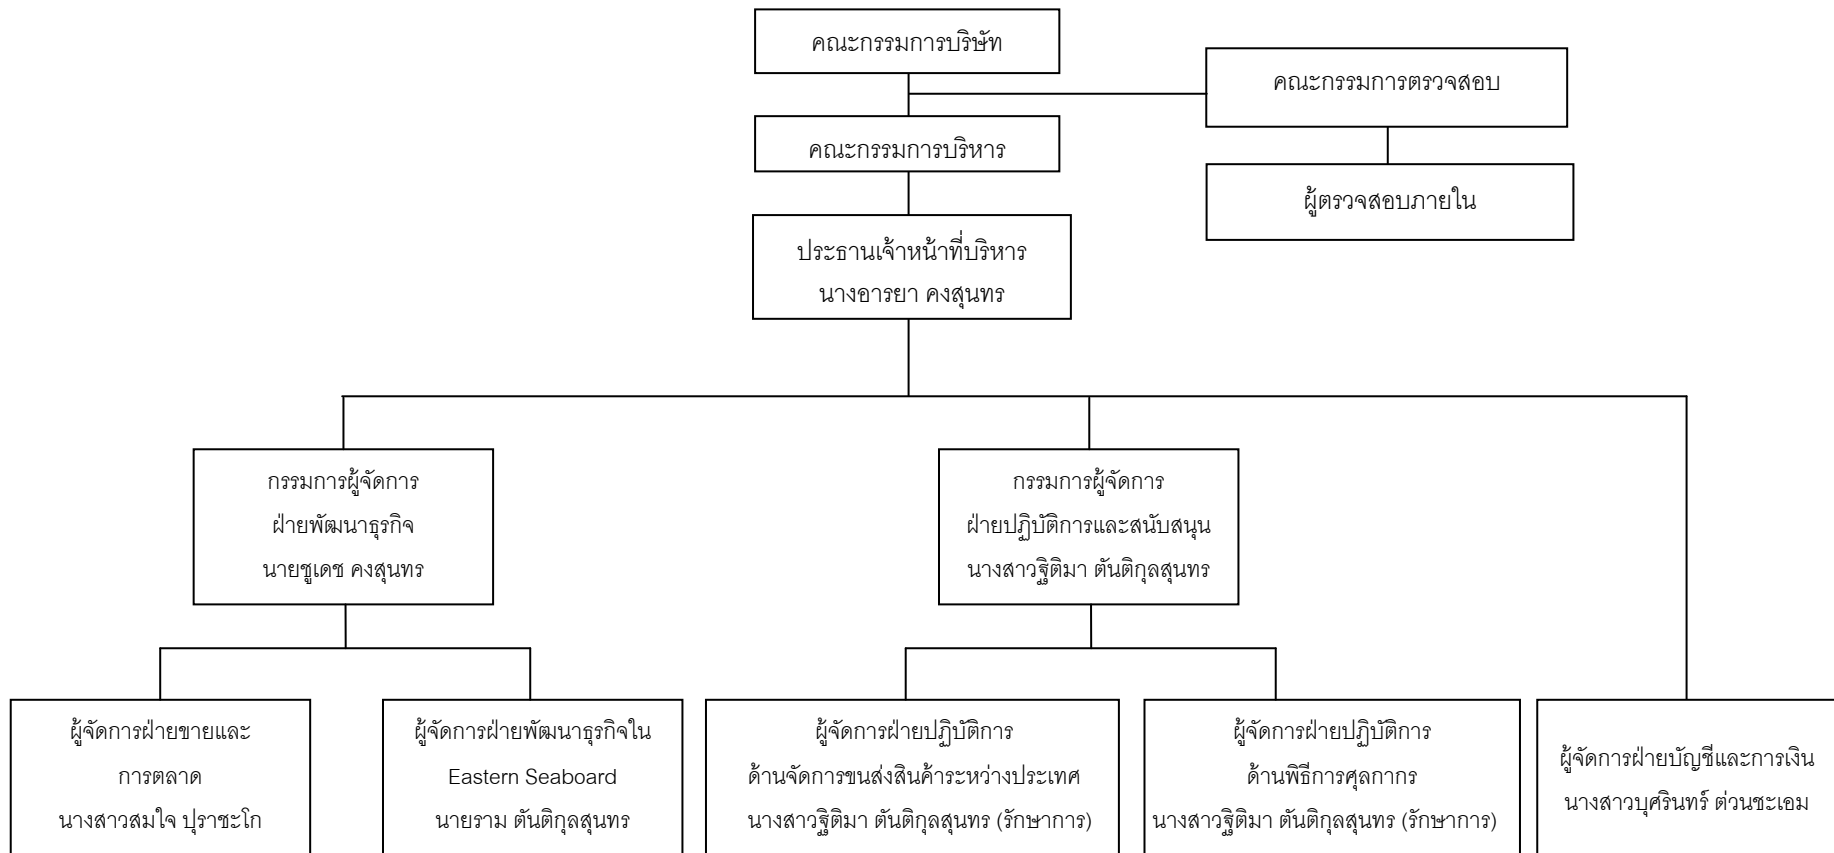 คณะกรรมการบริษัท
คณะกรรมการตรวจสอบ
คณะกรรมการบริหาร
ผู้ตรวจสอบภายใน
ประธานเจ้าหน้าที่บริหาร
นางอารยา คงสุนทร
กรรมการผู้จัดการ
ฝ่ายพัฒนาธุรกิจ
นายชูเดช คงสุนทร
กรรมการผู้จัดการ
ฝ่ายปฏิบัติการและสนับสนุน
นางสาวฐิติมา ตันติกุลสุนทร
ผู้จัดการฝ่ายขายและ
การตลาด
นางสาวสมใจ ปุราชะโก
ผู้จัดการฝ่ายพัฒนาธุรกิจใน
Eastern Seaboard
นายราม ตันติกุลสุนทร
ผู้จัดการฝ่ายปฏิบัติการ
ด้านจัดการขนส่งสินค้าระหว่างประเทศ
นางสาวฐิติมา ตันติกุลสุนทร (รักษาการ)
ผู้จัดการฝ่ายปฏิบัติการ
ด้านพิธีการศุลกากร
นางสาวฐิติมา ตันติกุลสุนทร (รักษาการ)
ผู้จัดการฝ่ายบัญชีและการเงิน
นางสาวบุศรินทร์ ต่วนชะเอม